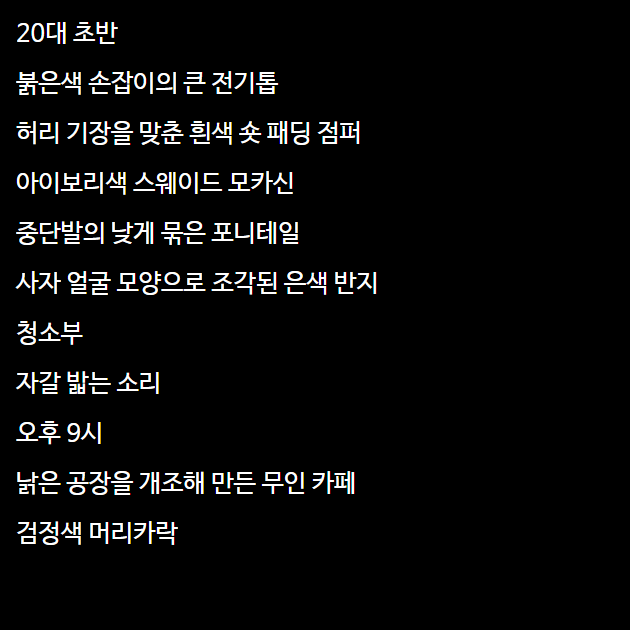 20대 초반
붉은색 손잡이의 큰 전기톱
허리 기장을 맞춘 흰색 숏 패딩 점퍼
아이보리색 스웨이드 모카신
중단발의 낮게 묶은 포니테일
사자 얼굴 모양으로 조각된 은색 반지
청소부
자갈 밟는 소리
오후 9시
낡은 공장을 개조해 만든 무인 카페
검정색 머리카락